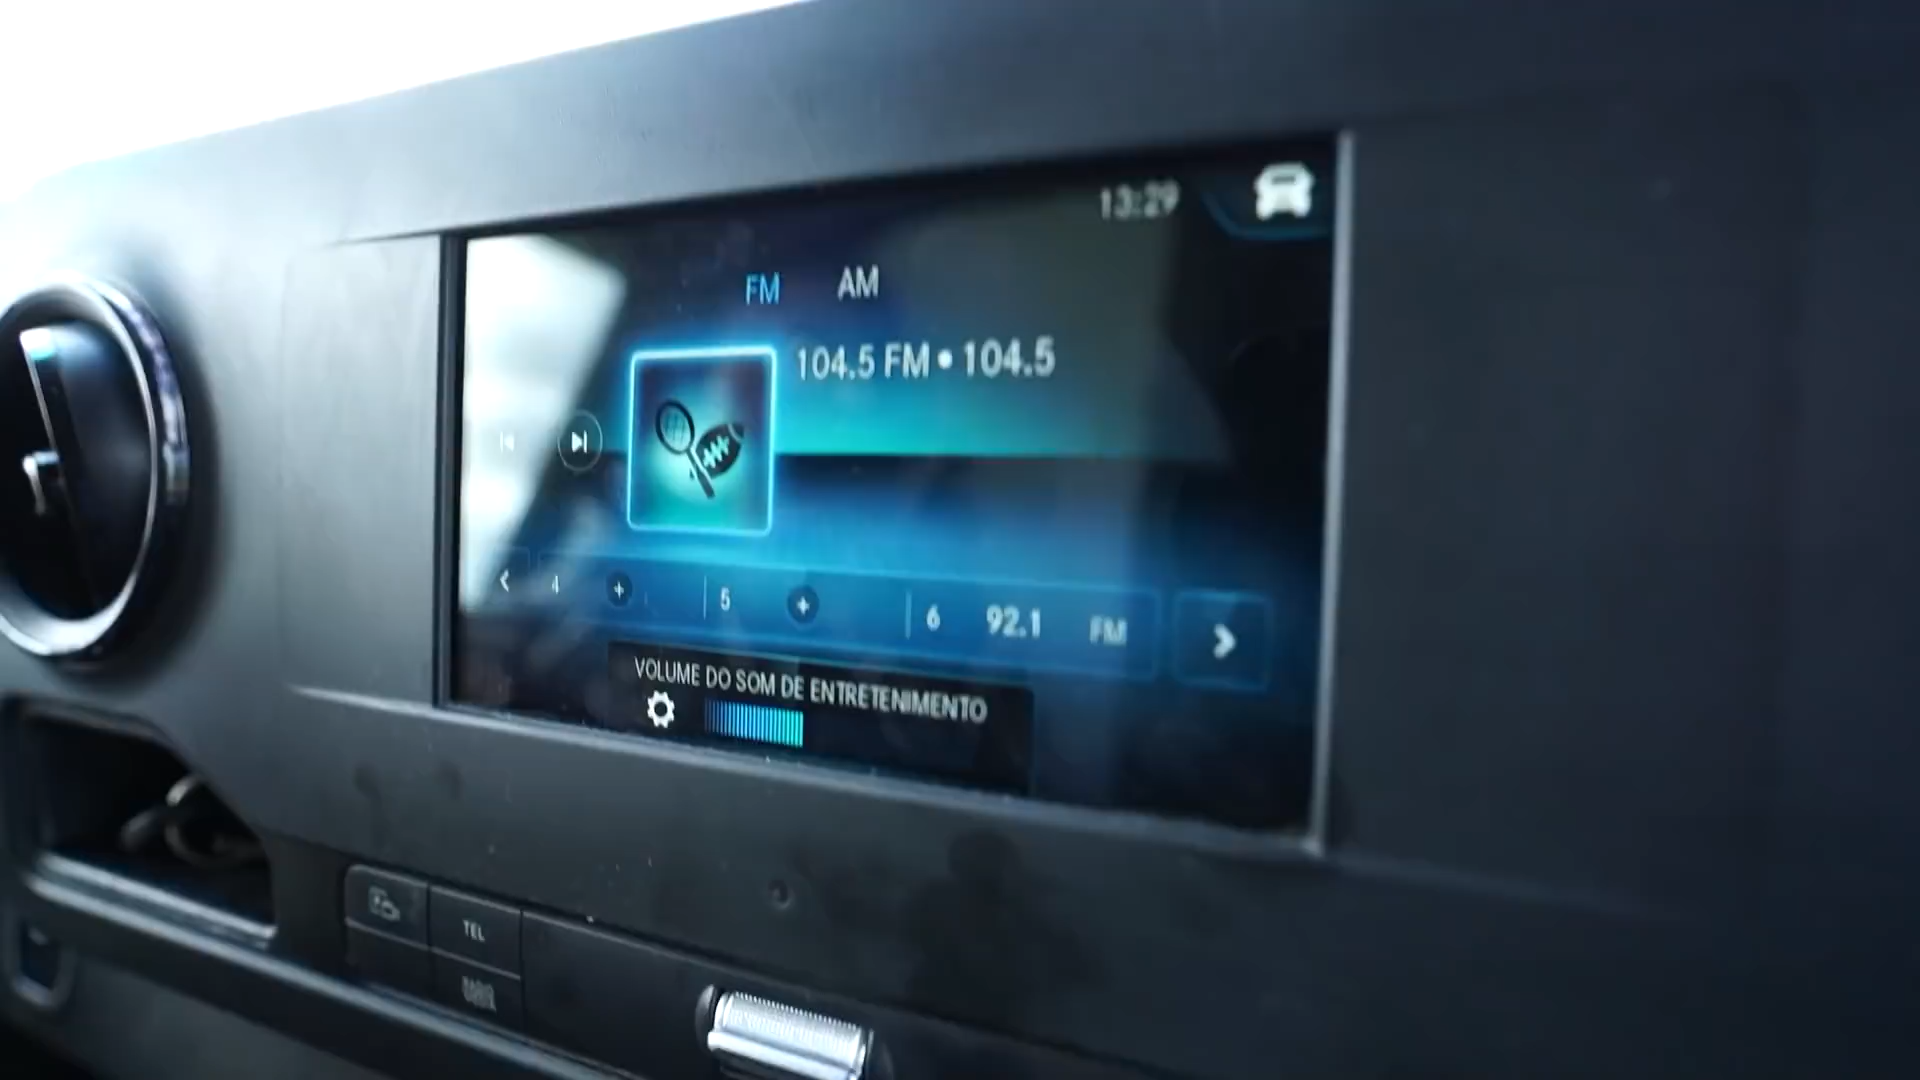 13:29
FM AM
104.5 FM • 104.5
4 + 5 + 6 92.1 FM
VOLUME DO SOM DE ENTRETENIMENTO
TEL